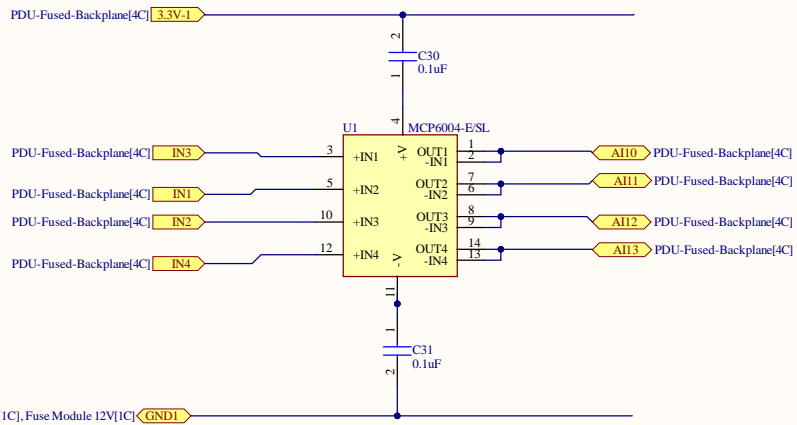 PDU-Fused-Backplane[4C] 3.3V-1
2
C30
0.1uF
1
4
U1 MCP6004-E/SL
PDU-Fused-Backplane[4C] IN3 3 +IN1 +V OUT1 1 AI10 PDU-Fused-Backplane[4C]
-IN1 2
PDU-Fused-Backplane[4C] IN1 5 +IN2 OUT2 7 AI11 PDU-Fused-Backplane[4C]
-IN2 6
PDU-Fused-Backplane[4C] IN2 10 +IN3 OUT3 8 AI12 PDU-Fused-Backplane[4C]
-IN3 9
PDU-Fused-Backplane[4C] IN4 12 +IN4 -V OUT4 14 AI13 PDU-Fused-Backplane[4C]
-IN4 13
11
1
C31
0.1uF
2
1C], Fuse Module 12V[1C] GND1